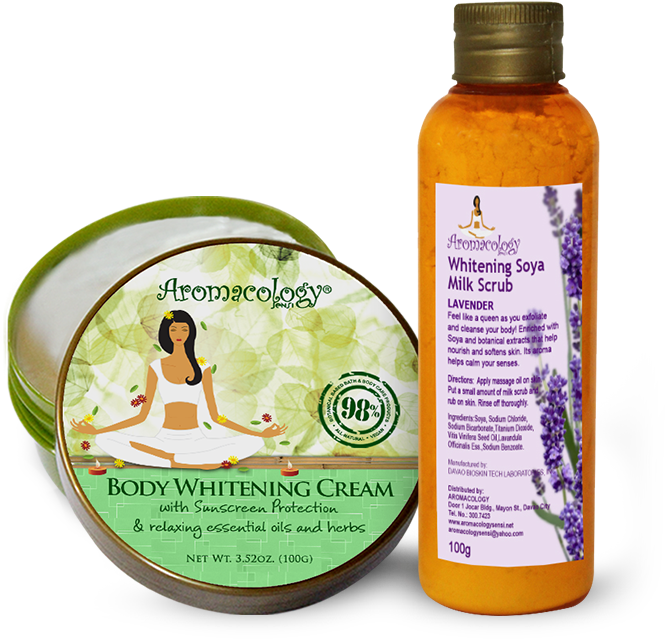 Aromacology®
SENSI
98%
ALL NATURAL • VEGAN
BODY WHITENING CREAM
with Sunscreen Protection
& relaxing essential oils and herbs
NET WT. 3.52OZ. (100G)
Aromacology
Whitening Soya
Milk Scrub
LAVENDER
Feel like a queen as you exfoliate
and cleanse your body! Enriched with
Soya and botanical extracts that help
nourish and softens skin. Its aroma
helps calm your senses.
Directions: Apply massage oil on skin
Put a small amount of milk scrub and
rub on skin. Rinse off thoroughly.
Ingredients:Soya, Sodium Chloride,
Sodium Bicarbonate,Titanium Dioxide,
Vitis Vinifera Seed Oil,Lavandula
Officinalis Ess.,Sodium Benzoate.
Manufactured by:
DAVAO BIOSKIN TECH LABORATORIES,
Distributed by:
AROMACOLOGY
Door 1 Jocar Bldg., Mayon St., Davao City
Tel. No.: 300.7423
www.aromacologysensi.net
aromacologysensi@yahoo.com
100g